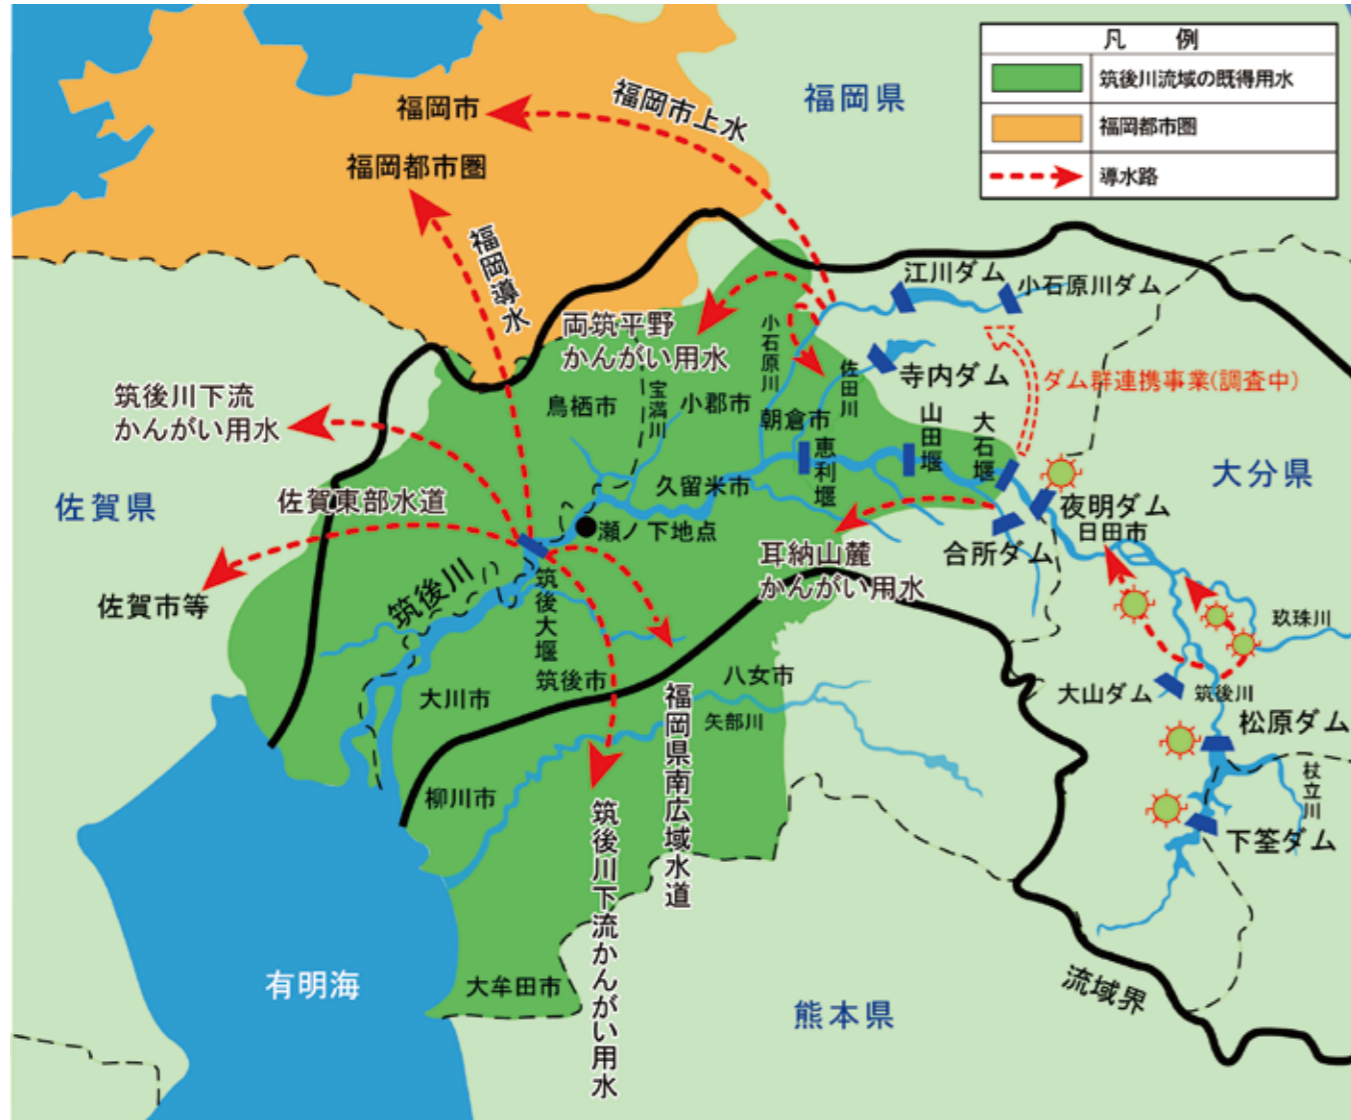 凡　例
筑後川流域の既得用水
福岡都市圏
導水路
福岡県
福岡市
福岡市上水
福岡都市圏
福岡導水
江川ダム
小石原川ダム
両筑平野
かんがい用水
小石原川
佐田川
寺内ダム
ダム群連携事業(調査中)
筑後川下流
かんがい用水
鳥栖市
宝満川
小郡市
朝倉市
恵利堰
山田堰
大石堰
大分県
佐賀県
佐賀東部水道
久留米市
瀬ノ下地点
夜明ダム
日田市
合所ダム
耳納山麓
かんがい用水
佐賀市等
筑後川
筑後大堰
玖珠川
大川市
筑後市
八女市
矢部川
大山ダム
筑後川
松原ダム
杖立川
下筌ダム
柳川市
福岡県南広域水道
筑後川下流かんがい用水
有明海
大牟田市
熊本県
流域界